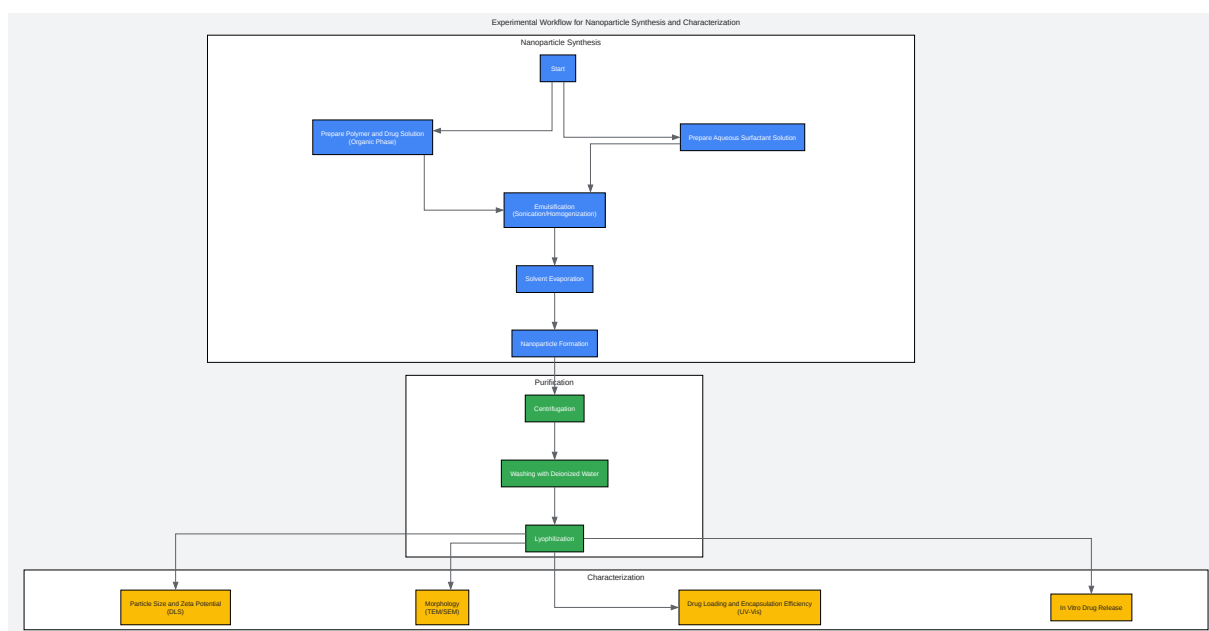 Experimental Workflow for Nanoparticle Synthesis and Characterization
Nanoparticle Synthesis
Start
Prepare Polymer and Drug Solution
(Organic Phase)
Prepare Aqueous Surfactant Solution
Emulsification
(Sonication/Homogenization)
Solvent Evaporation
Nanoparticle Formation
Purification
Centrifugation
Washing with Deionized Water
Lyophilization
Characterization
Particle Size and Zeta Potential
(DLS)
Morphology
(TEM/SEM)
Drug Loading and Encapsulation Efficiency
(UV-Vis)
In Vitro Drug Release